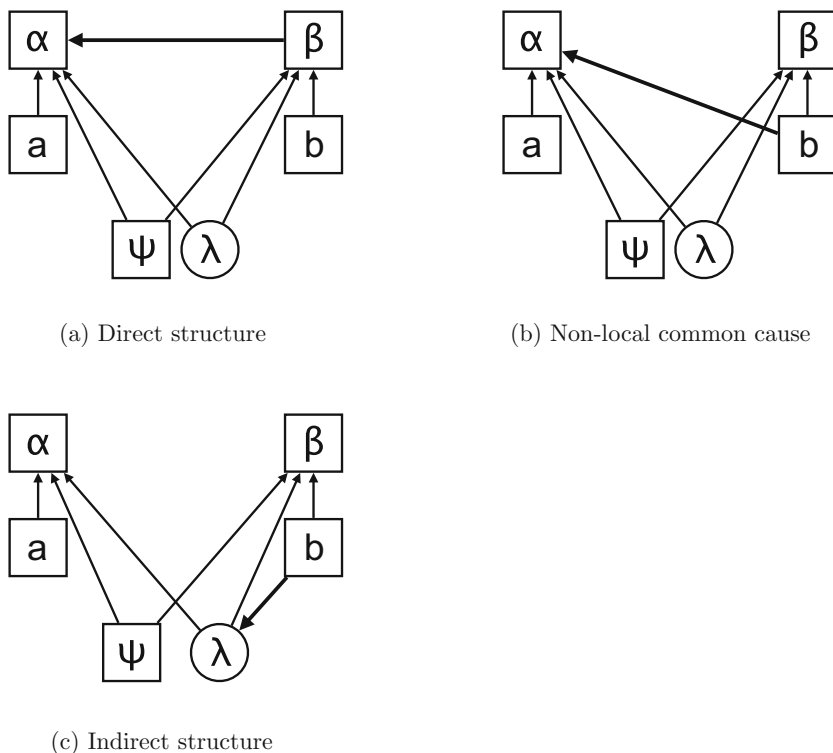 α β α β
a b a b
ψ λ ψ λ
(a) Direct structure (b) Non-local common cause
α β
a b
ψ λ
(c) Indirect structure